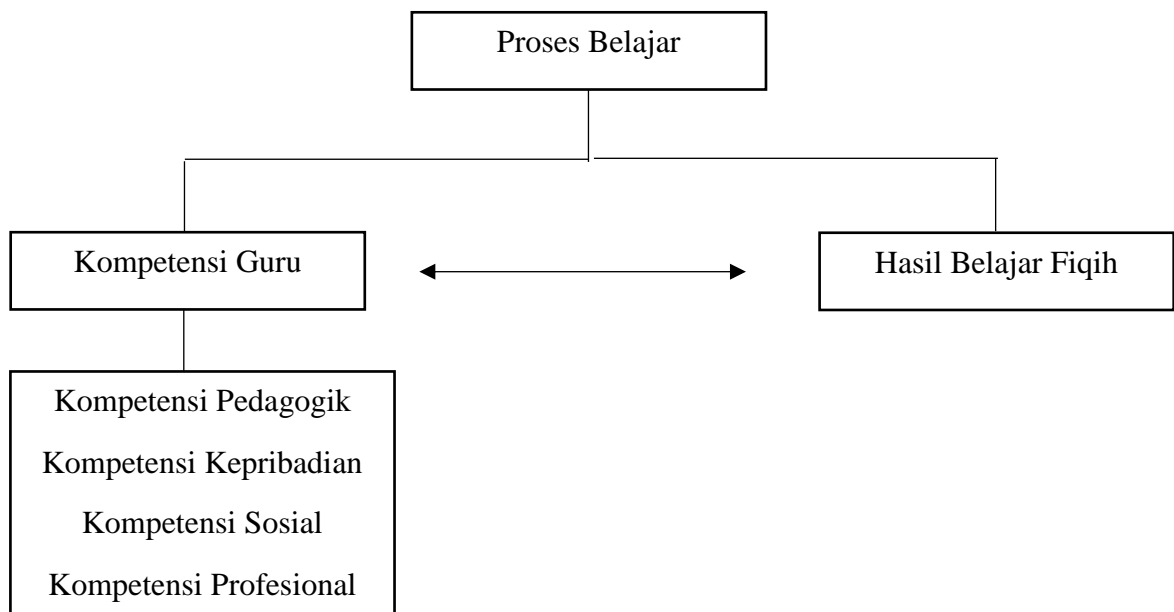 Proses Belajar
Kompetensi Guru
Hasil Belajar Fiqih
Kompetensi Pedagogik
Kompetensi Kepribadian
Kompetensi Sosial
Kompetensi Profesional